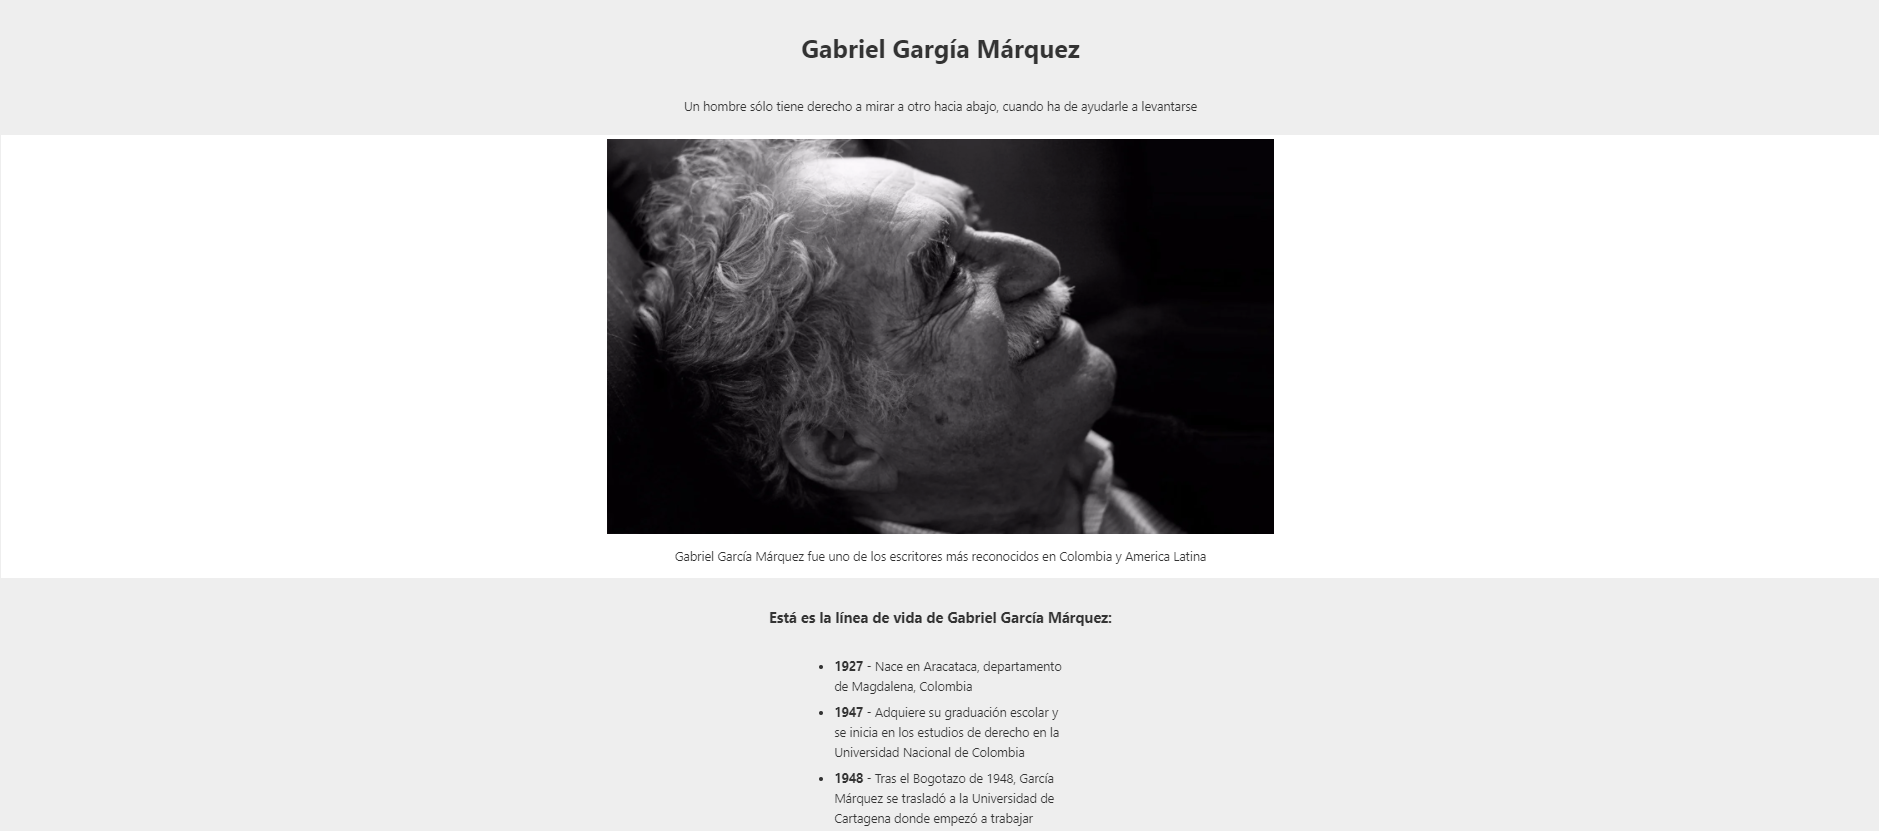 Gabriel Gargía Márquez
Un hombre sólo tiene derecho a mirar a otro hacia abajo, cuando ha de ayudarle a levantarse
Gabriel García Márquez fue uno de los escritores más reconocidos en Colombia y America Latina
Está es la línea de vida de Gabriel García Márquez:
• 1927 - Nace en Aracataca, departamento
de Magdalena, Colombia
• 1947 - Adquiere su graduación escolar y
se inicia en los estudios de derecho en la
Universidad Nacional de Colombia
• 1948 - Tras el Bogotazo de 1948, García
Márquez se trasladó a la Universidad de
Cartagena donde empezó a trabajar